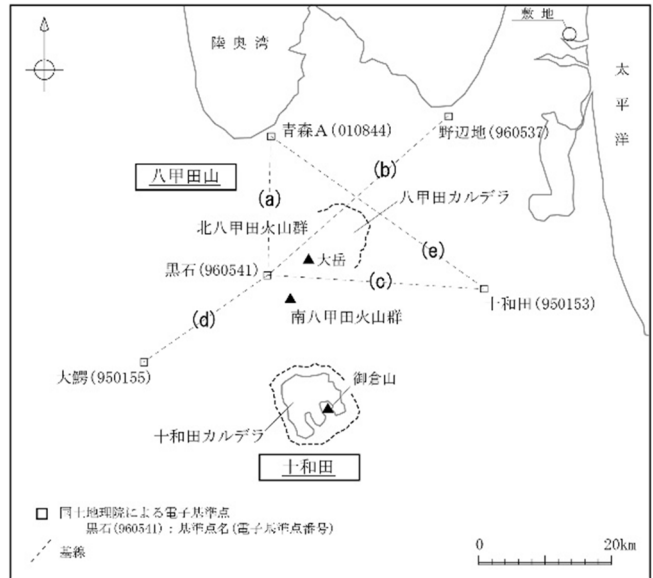 敷地
陸奥湾
太平洋
青森A(010844)
野辺地(960537)
八甲田山
(b)
(a)
八甲田カルデラ
北八甲田火山群
大岳
(e)
黒石(960541)
(c)
十和田(950153)
南八甲田火山群
(d)
大鰐(950155)
御倉山
十和田カルデラ
十和田
国土地理院による電子基準点
黒石(960541):基準点名(電子基準点番号)
基線
0
20km